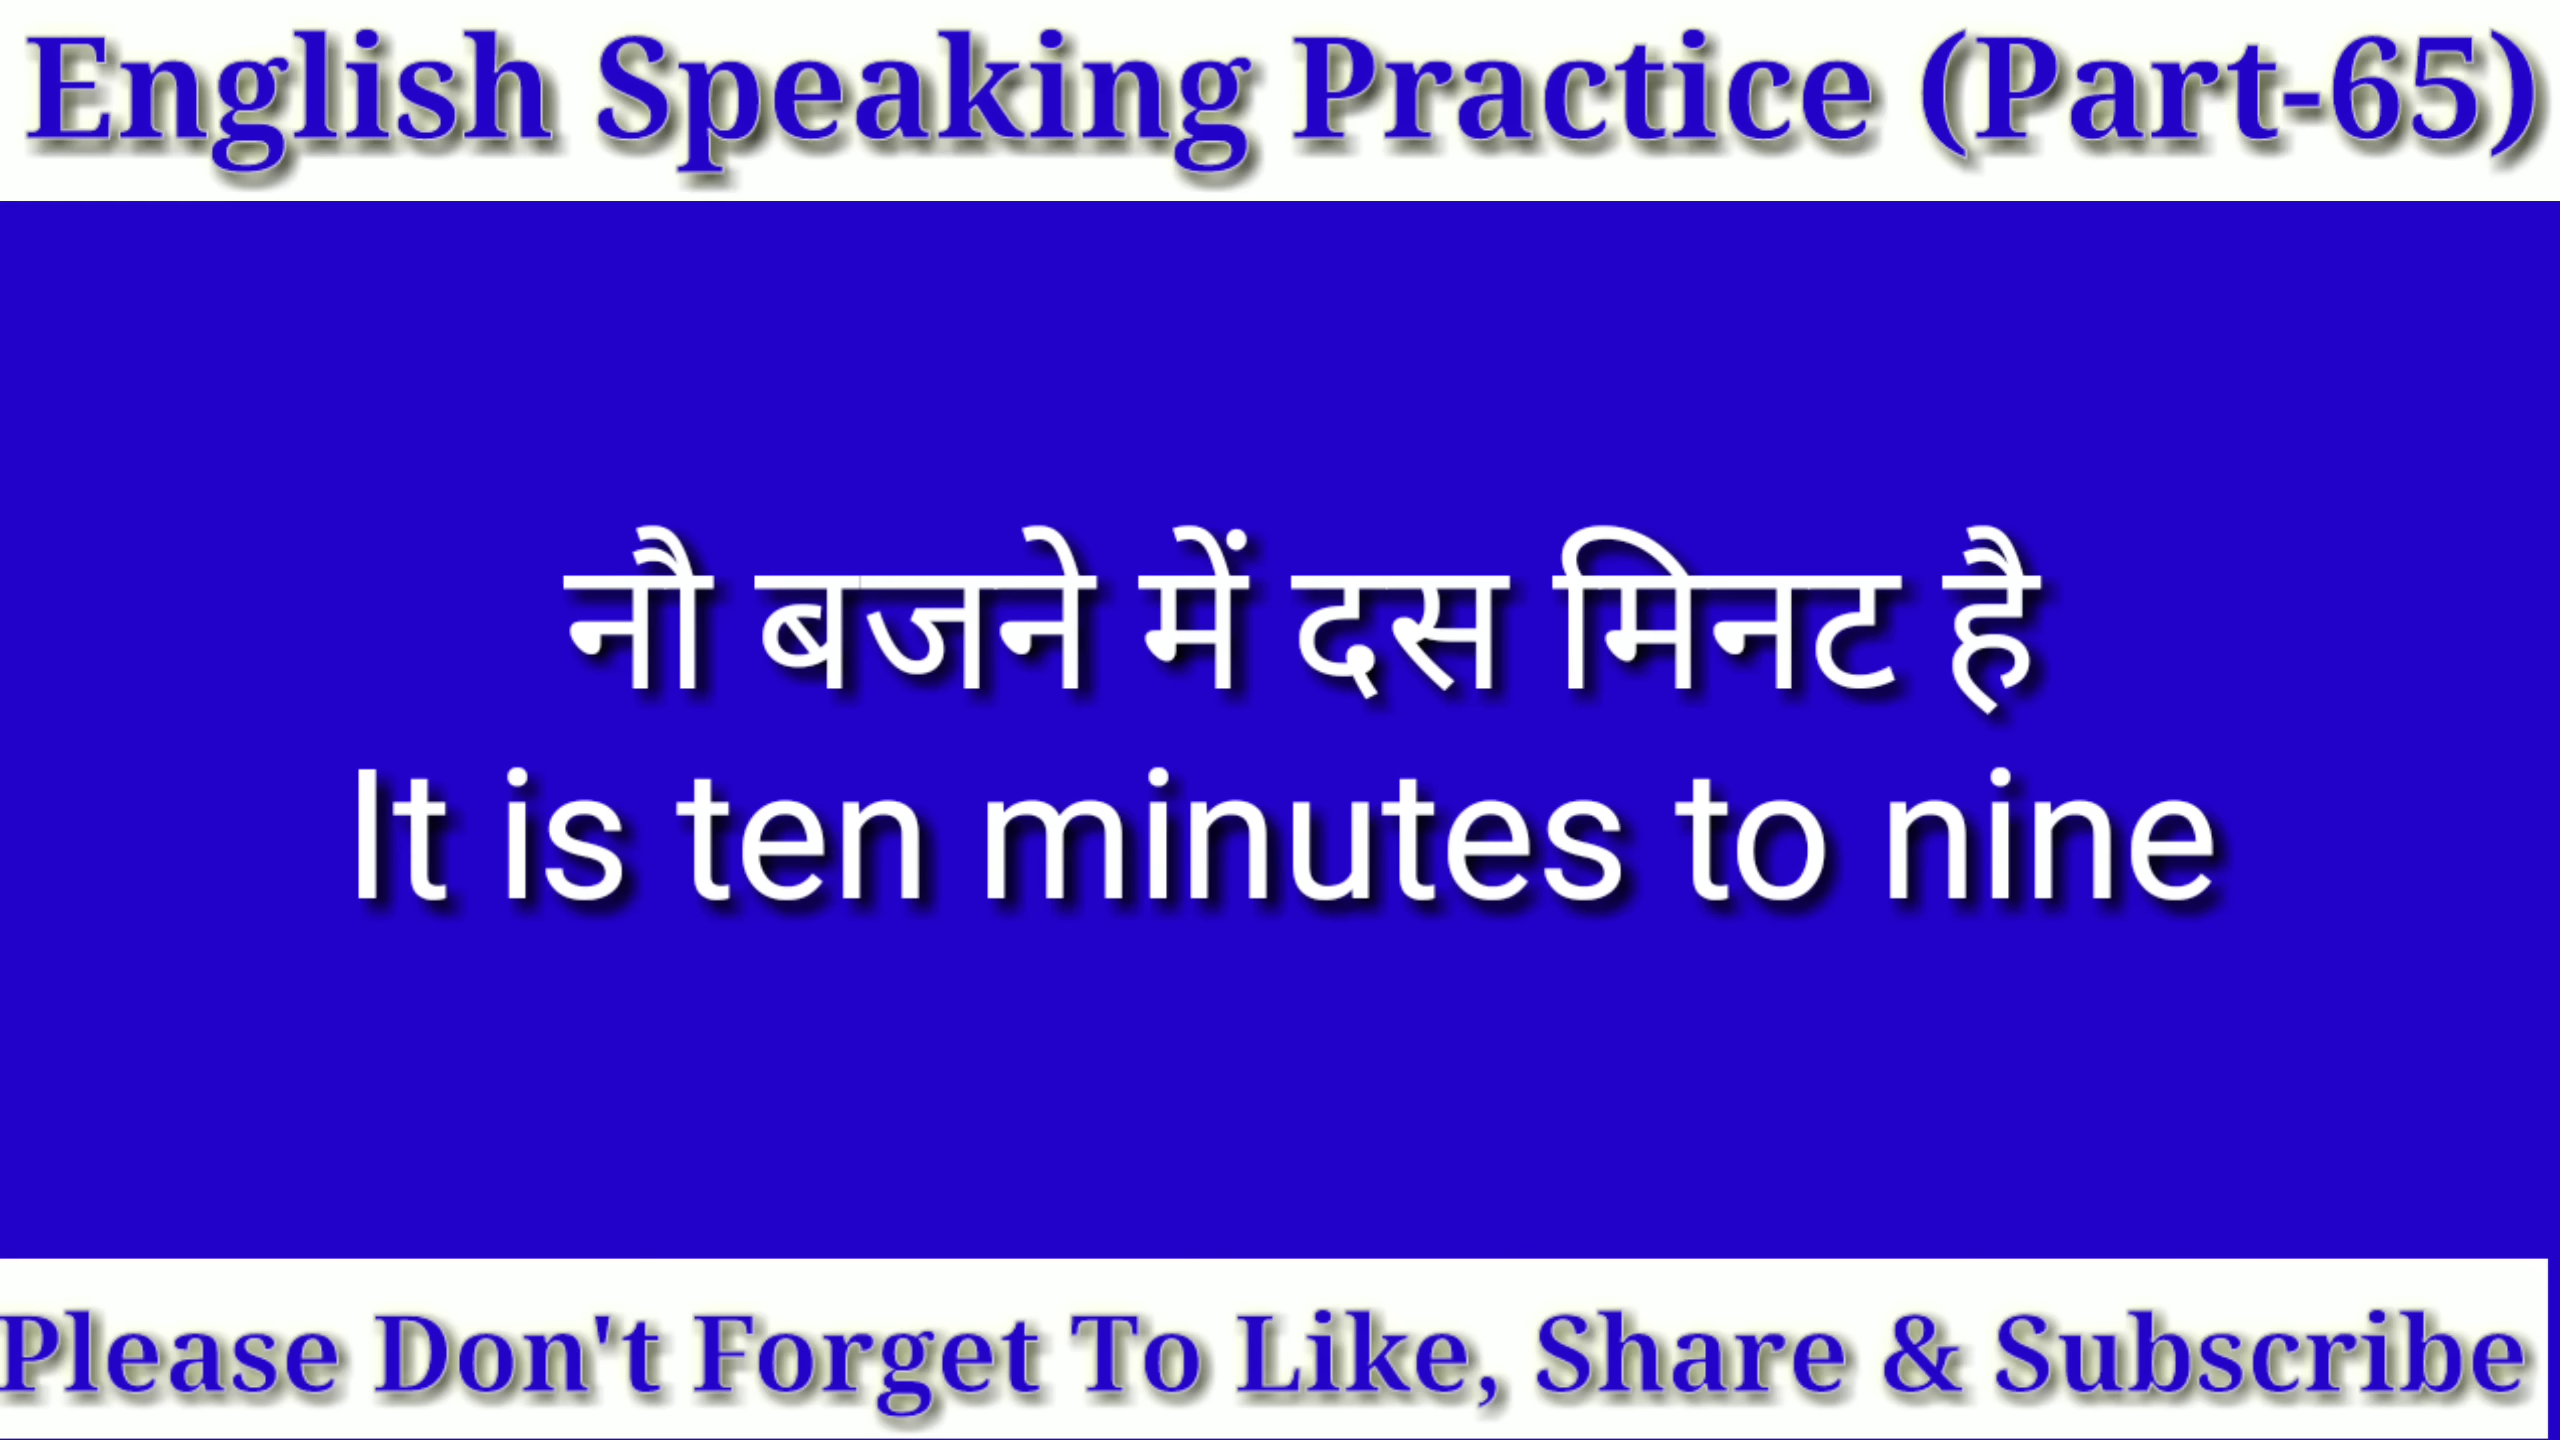 English Speaking Practice (Part-65)
नौ बजने में दस मिनट है
It is ten minutes to nine
Please Don't Forget To Like, Share & Subscribe